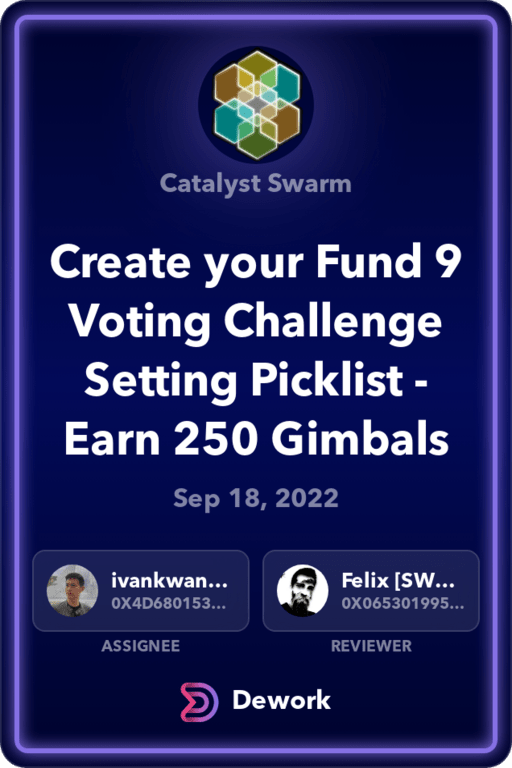 Catalyst Swarm
Create your Fund 9
Voting Challenge
Setting Picklist -
Earn 250 Gimbals
Sep 18, 2022
ivankwan...
0X4D680153...
ASSIGNEE
Felix [SW...
0X065301995...
REVIEWER
Dework